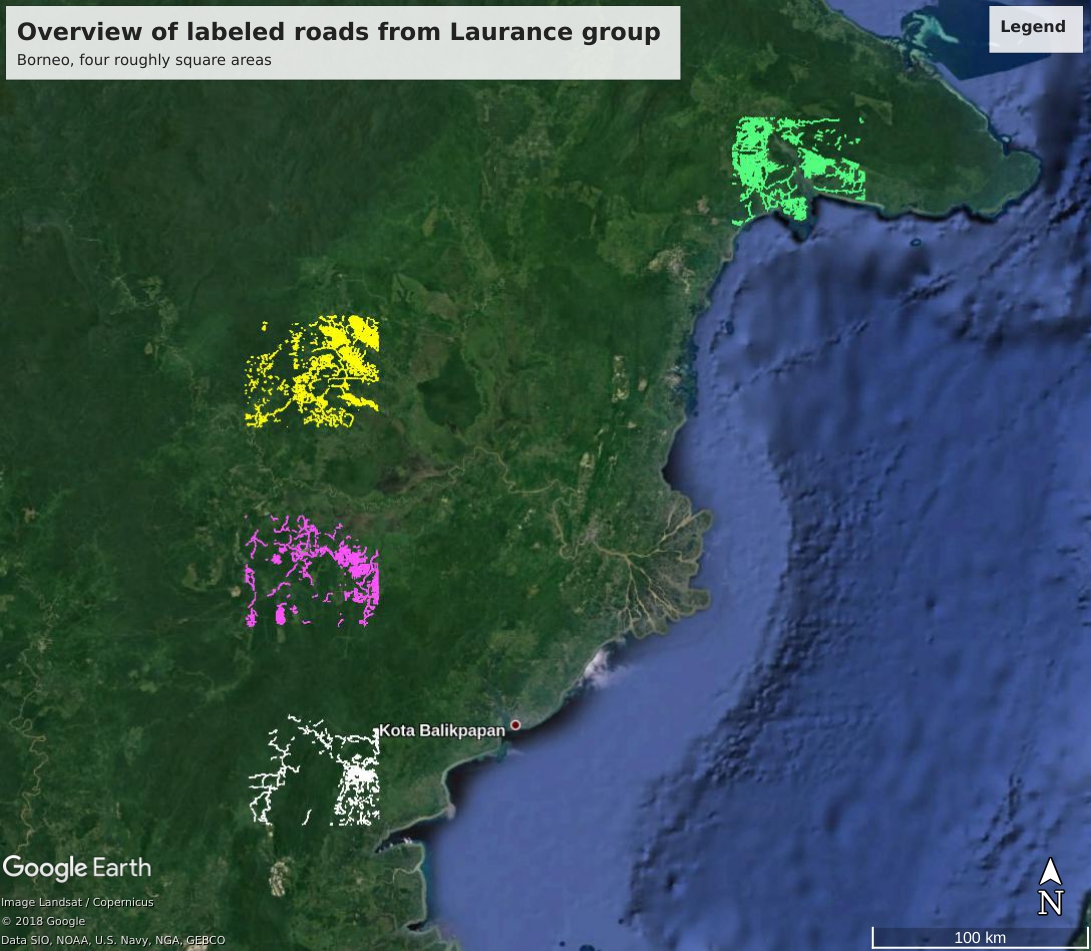 Overview of labeled roads from Laurance group
Borneo, four roughly square areas
Legend
Kota Balikpapan
Google Earth
Image Landsat / Copernicus
© 2018 Google
Data SIO, NOAA, U.S. Navy, NGA, GEBCO
N
100 km